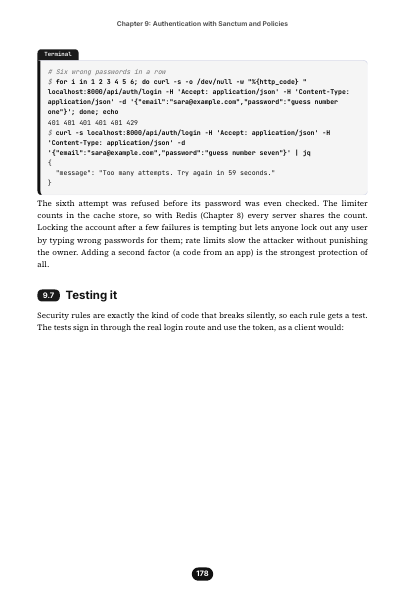 Chapter 9: Authentication with Sanctum and Policies
Terminal
# Six wrong passwords in a row
$ for i in 1 2 3 4 5 6; do curl -s -o /dev/null -w "%{http_code} "
localhost:8000/api/auth/login -H 'Accept: application/json' -H 'Content-Type:
application/json' -d '{"email":"sara@example.com","password":"guess number
one"}'; done; echo
401 401 401 401 401 429
$ curl -s localhost:8000/api/auth/login -H 'Accept: application/json' -H
'Content-Type: application/json' -d
'{"email":"sara@example.com","password":"guess number seven"}' | jq
{
  "message": "Too many attempts. Try again in 59 seconds."
}
The sixth attempt was refused before its password was even checked. The limiter
counts in the cache store, so with Redis (Chapter 8) every server shares the count.
Locking the account after a few failures is tempting but lets anyone lock out any user
by typing wrong passwords for them; rate limits slow the attacker without punishing
the owner. Adding a second factor (a code from an app) is the strongest protection of
all.
9.7 Testing it
Security rules are exactly the kind of code that breaks silently, so each rule gets a test.
The tests sign in through the real login route and use the token, as a client would:
178